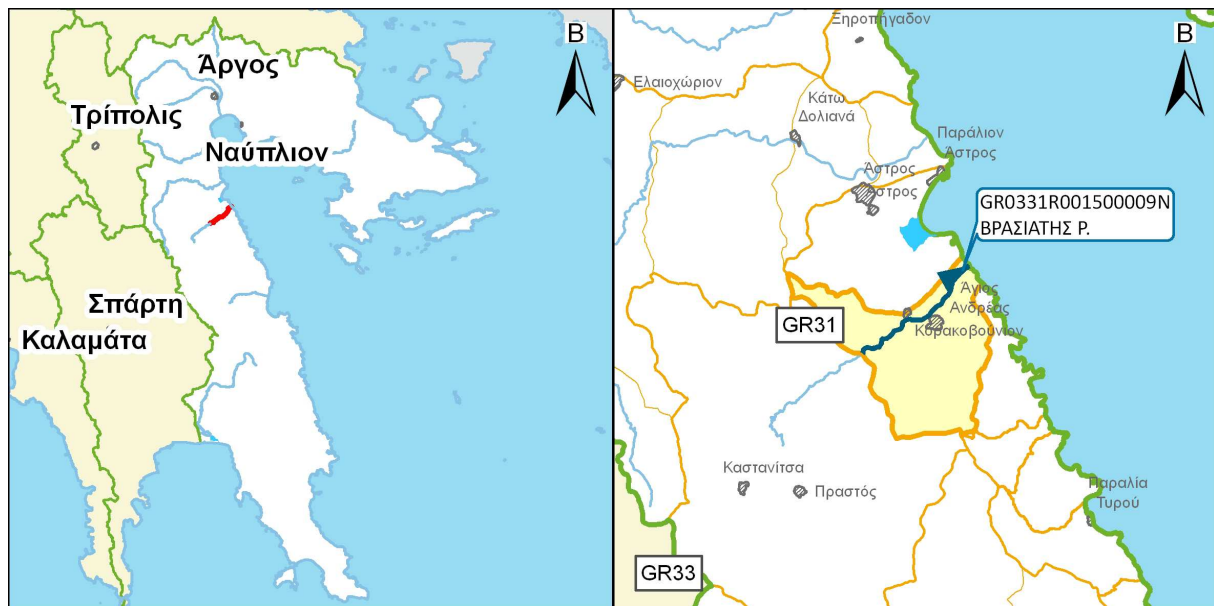 Β
Άργος
Τρίπολις
Ναύπλιον
Σπάρτη
Καλαμάτα
Β
Ξηροπήγαδον
Ελαιοχώριον
Κάτω
Δολιανά
Παράλιον
Άστρος
Άστρος
Άστρος
GR0331R001500009N
ΒΡΑΣΙΑΤΗΣ Ρ.
Άγιος
Ανδρέας
Κορακοβούνιον
GR31
Καστανίτσα
Πραστός
Παραλία
Τυρού
GR33